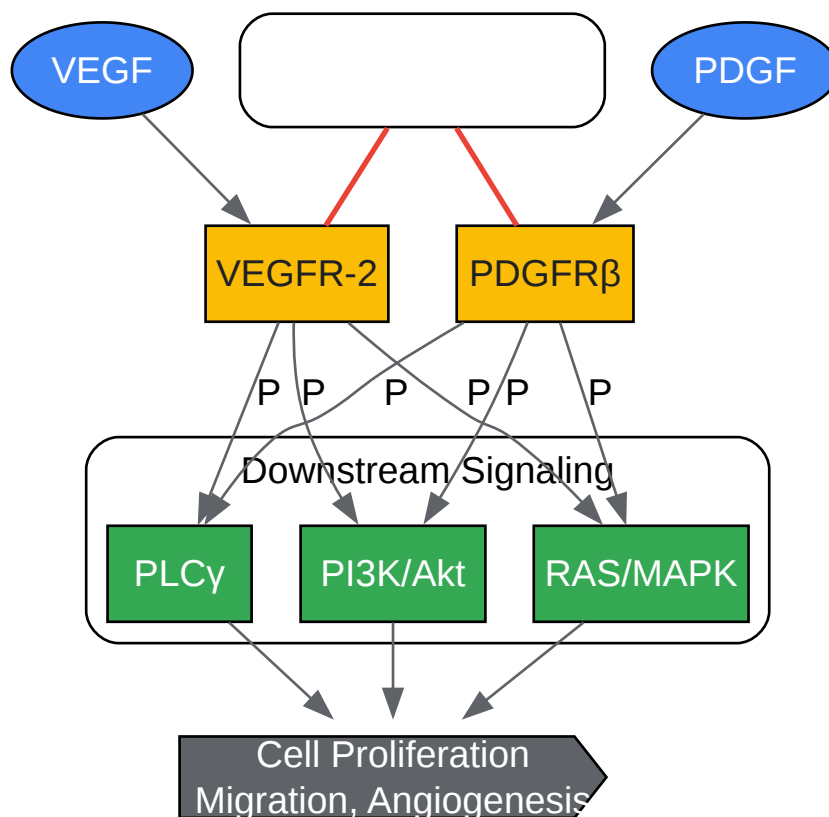 VEGF
PDGF
VEGFR-2
PDGFRβ
P
P
P
P
P
P
Downstream Signaling
PLCγ
PI3K/Akt
RAS/MAPK
Cell Proliferation
Migration, Angiogenesis